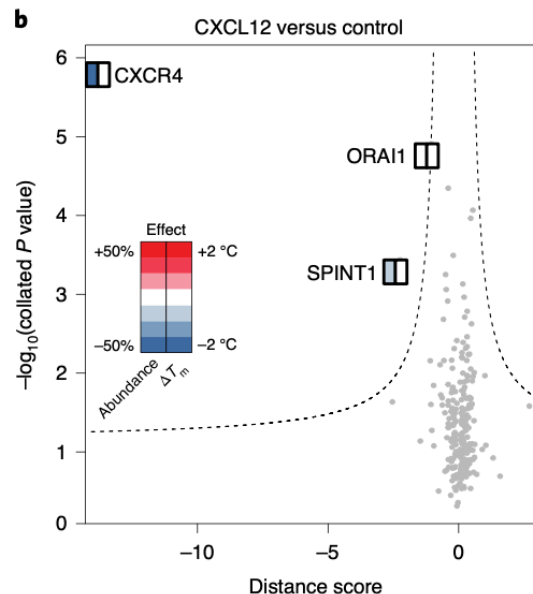 b
CXCL12 versus control
–log10(collated P value)
6
5
4
3
2
1
0
CXCR4
ORAI1
SPINT1
Effect
+50% +2 °C
–50% –2 °C
Abundance ΔTm
–10 –5 0
Distance score